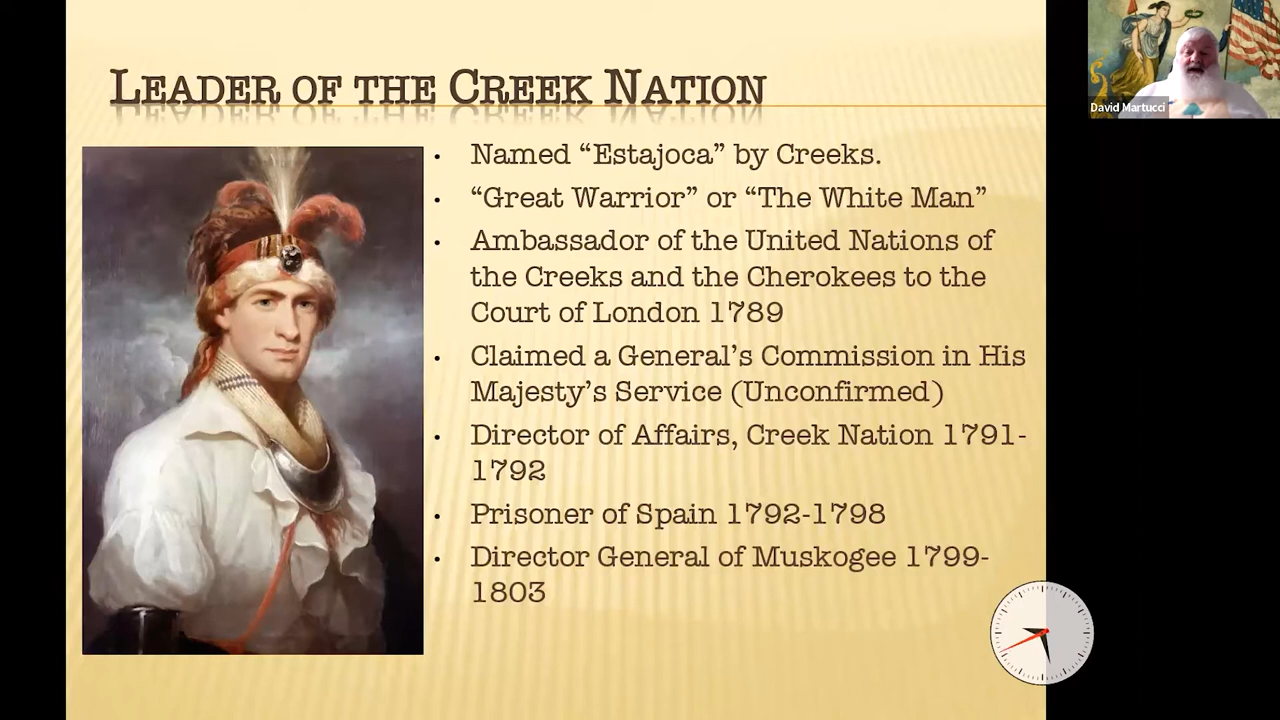 Leader of the Creek Nation
David Martucci
• Named “Estajoca” by Creeks.
• “Great Warrior” or “The White Man”
• Ambassador of the United Nations of
the Creeks and the Cherokees to the
Court of London 1789
• Claimed a General’s Commission in His
Majesty’s Service (Unconfirmed)
• Director of Affairs, Creek Nation 1791-
1792
• Prisoner of Spain 1792-1798
• Director General of Muskogee 1799-
1803